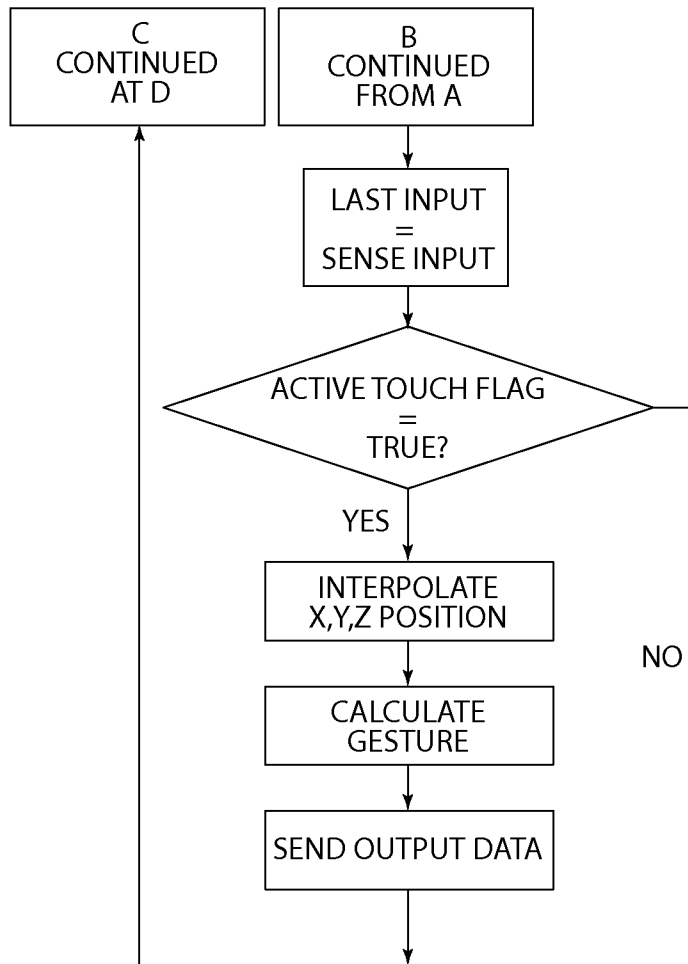 C
CONTINUED
AT D
B
CONTINUED
FROM A
LAST INPUT
=
SENSE INPUT
ACTIVE TOUCH FLAG
=
TRUE?
YES
INTERPOLATE
X,Y,Z POSITION
NO
CALCULATE
GESTURE
SEND OUTPUT DATA